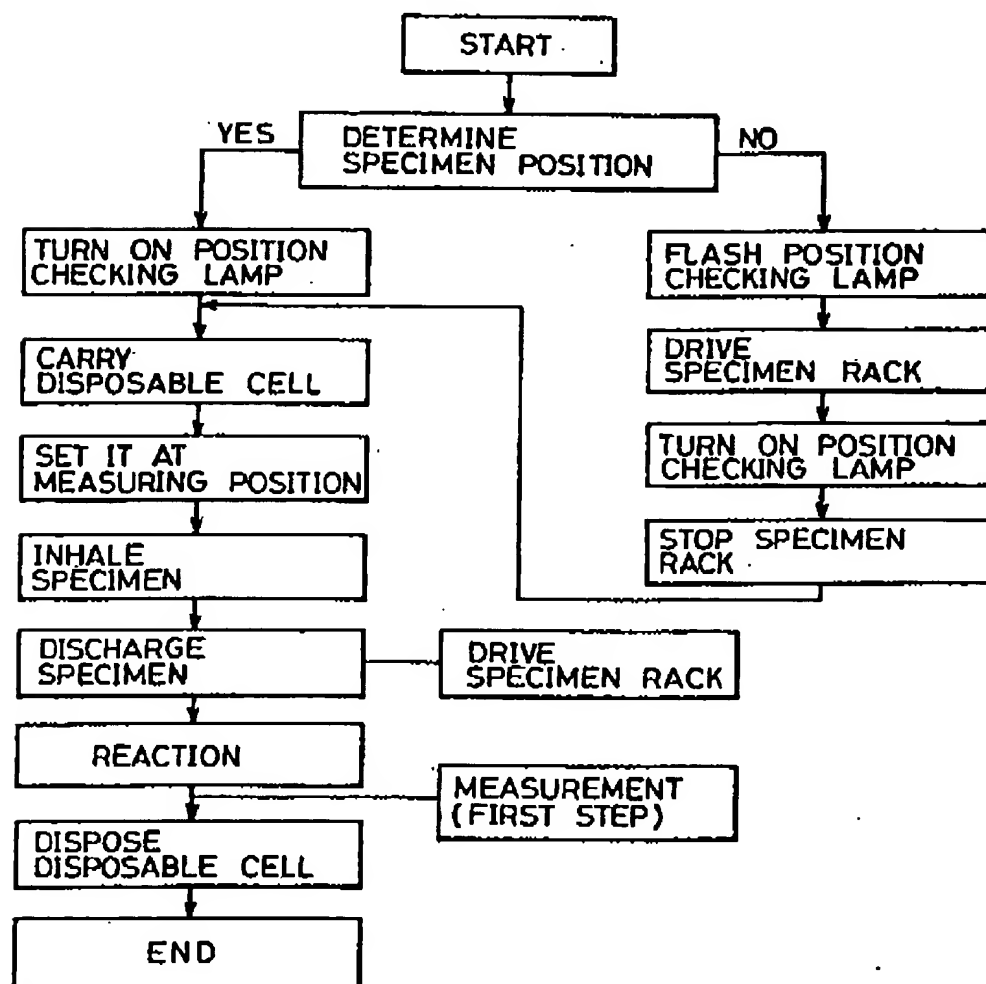 START
YES
DETERMINE
SPECIMEN POSITION
NO
TURN ON POSITION
CHECKING LAMP
FLASH POSITION
CHECKING LAMP
CARRY
DISPOSABLE CELL
DRIVE
SPECIMEN RACK
SET IT AT
MEASURING POSITION
TURN ON POSITION
CHECKING LAMP
INHALE
SPECIMEN
STOP SPECIMEN
RACK
DISCHARGE
SPECIMEN
DRIVE
SPECIMEN RACK
REACTION
MEASUREMENT
(FIRST STEP)
DISPOSE
DISPOSABLE CELL
END